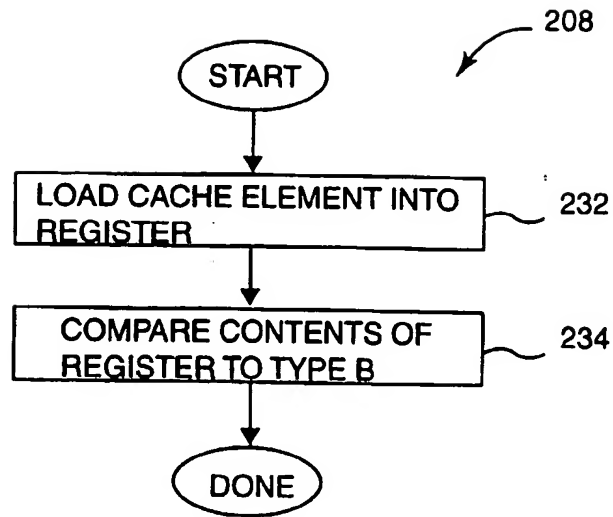 208
START
LOAD CACHE ELEMENT INTO
REGISTER
232
COMPARE CONTENTS OF
REGISTER TO TYPE B
234
DONE